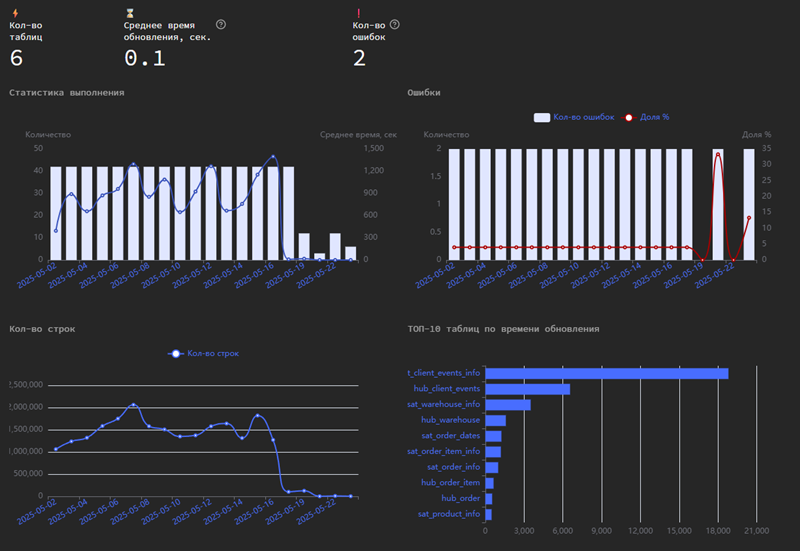 Кол-во
таблиц
6
Среднее время
обновления, сек.
0.1
Кол-во
ошибок
2
Статистика выполнения
Количество
Среднее время, сек
50
40
30
20
10
0
1,500
1,200
900
600
300
0
2025-05-02
2025-05-04
2025-05-06
2025-05-08
2025-05-10
2025-05-12
2025-05-14
2025-05-16
2025-05-19
2025-05-22
Ошибки
Кол-во ошибок
Доля %
Количество
Доля %
2
1.5
1
0.5
0
35
30
25
20
15
10
5
0
2025-05-02
2025-05-04
2025-05-06
2025-05-08
2025-05-10
2025-05-12
2025-05-14
2025-05-16
2025-05-19
2025-05-22
Кол-во строк
Кол-во строк
2,500,000
2,000,000
1,500,000
1,000,000
500,000
0
2025-05-02
2025-05-04
2025-05-06
2025-05-08
2025-05-10
2025-05-12
2025-05-14
2025-05-16
2025-05-19
2025-05-22
ТОП-10 таблиц по времени обновления
t_client_events_info
hub_client_events
sat_warehouse_info
hub_warehouse
sat_order_dates
sat_order_item_info
sat_order_info
hub_order_item
hub_order
sat_product_info
0
3,000
6,000
9,000
12,000
15,000
18,000
21,000